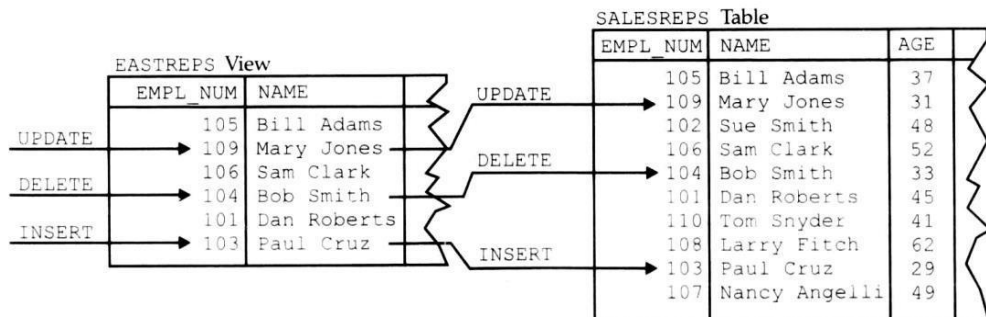 SALESREPS Table
EMPL_NUM NAME AGE
105 Bill Adams 37
109 Mary Jones 31
102 Sue Smith 48
106 Sam Clark 52
104 Bob Smith 33
101 Dan Roberts 45
110 Tom Snyder 41
108 Larry Fitch 62
103 Paul Cruz 29
107 Nancy Angelli 49
EASTREPS View
EMPL_NUM NAME
105 Bill Adams
109 Mary Jones
106 Sam Clark
104 Bob Smith
101 Dan Roberts
103 Paul Cruz
UPDATE
DELETE
INSERT
UPDATE
DELETE
INSERT